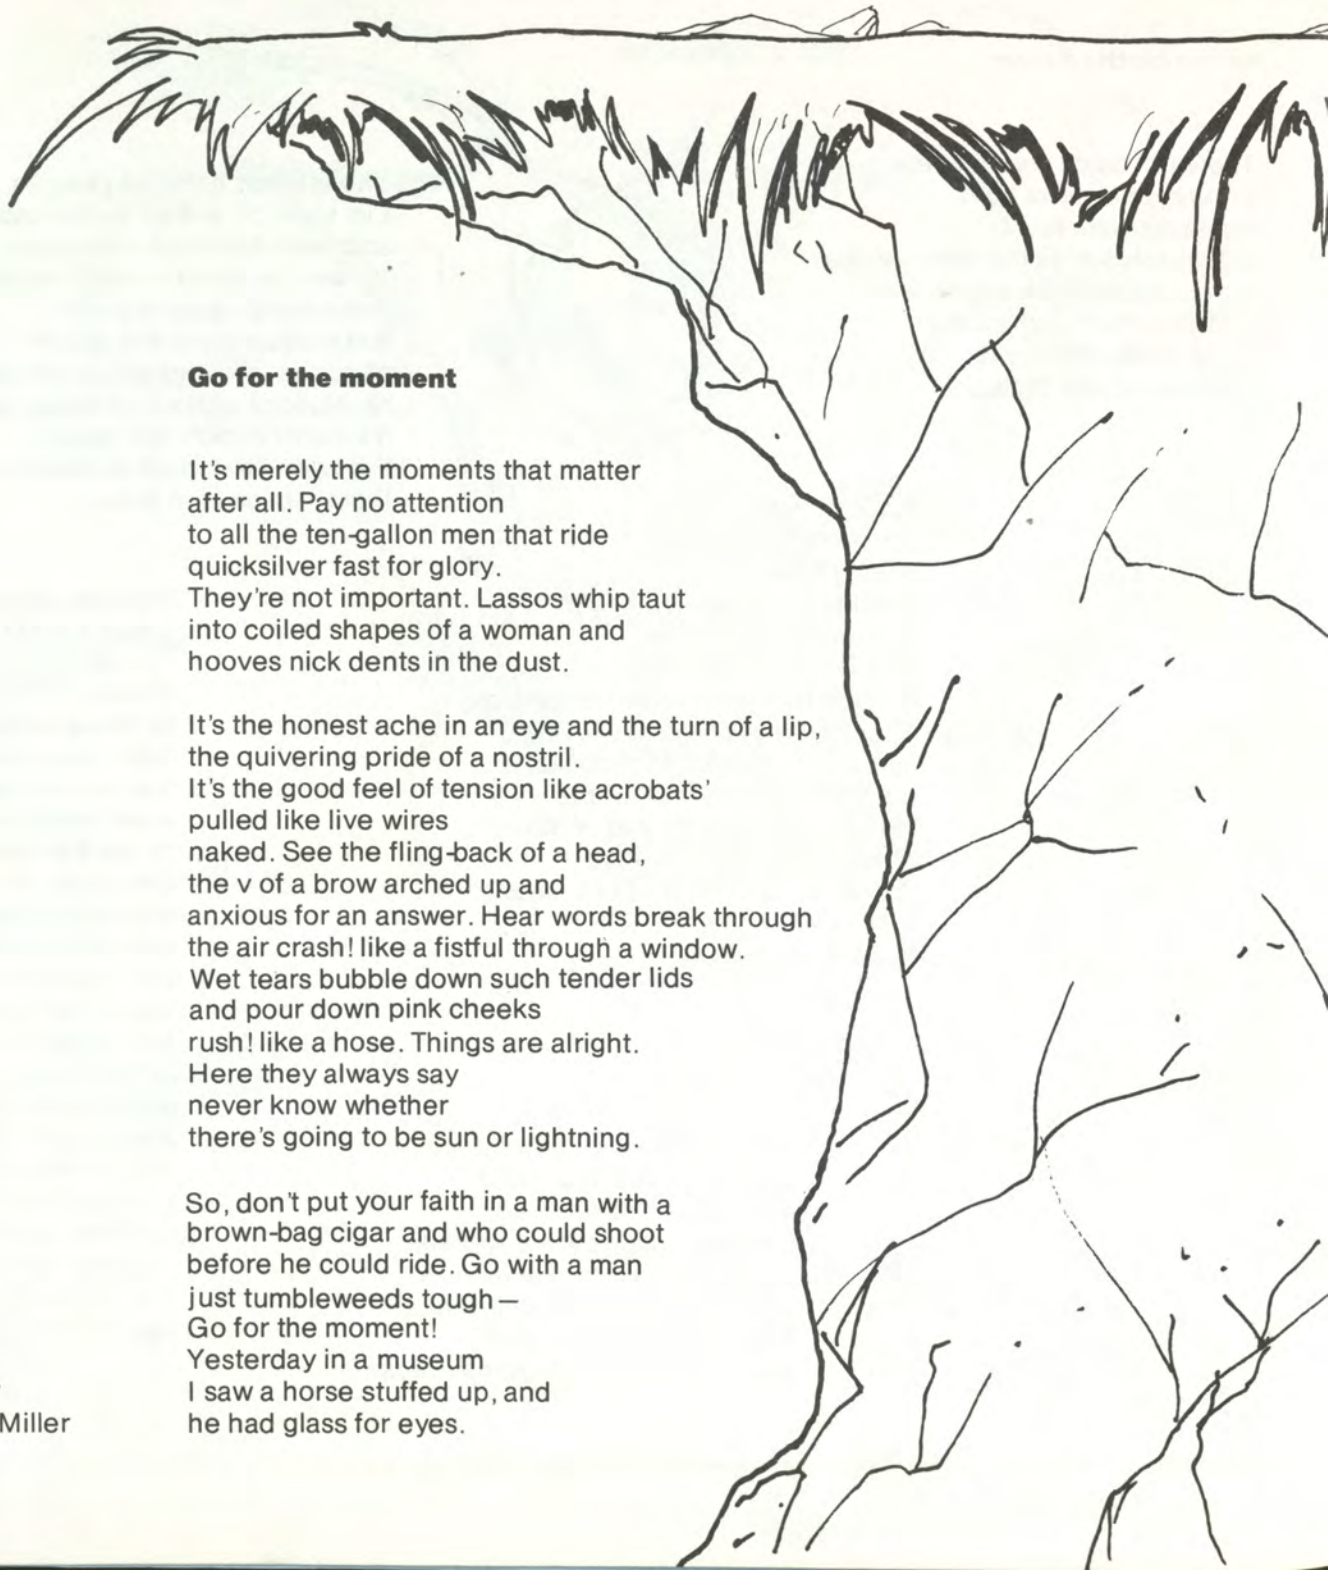 Go for the moment

It's merely the moments that matter
after all. Pay no attention
to all the ten-gallon men that ride
quicksilver fast for glory.
They're not important. Lassos whip taut
into coiled shapes of a woman and
hooves nick dents in the dust.

It's the honest ache in an eye and the turn of a lip,
the quivering pride of a nostril.
It's the good feel of tension like acrobats'
pulled like live wires
naked. See the fling-back of a head,
the v of a brow arched up and
anxious for an answer. Hear words break through
the air crash! like a fistful through a window.
Wet tears bubble down such tender lids
and pour down pink cheeks
rush! like a hose. Things are alright.
Here they always say
never know whether
there's going to be sun or lightning.

So, don't put your faith in a man with a
brown-bag cigar and who could shoot
before he could ride. Go with a man
just tumbleweeds tough—
Go for the moment!
Yesterday in a museum
I saw a horse stuffed up, and
he had glass for eyes.
Miller